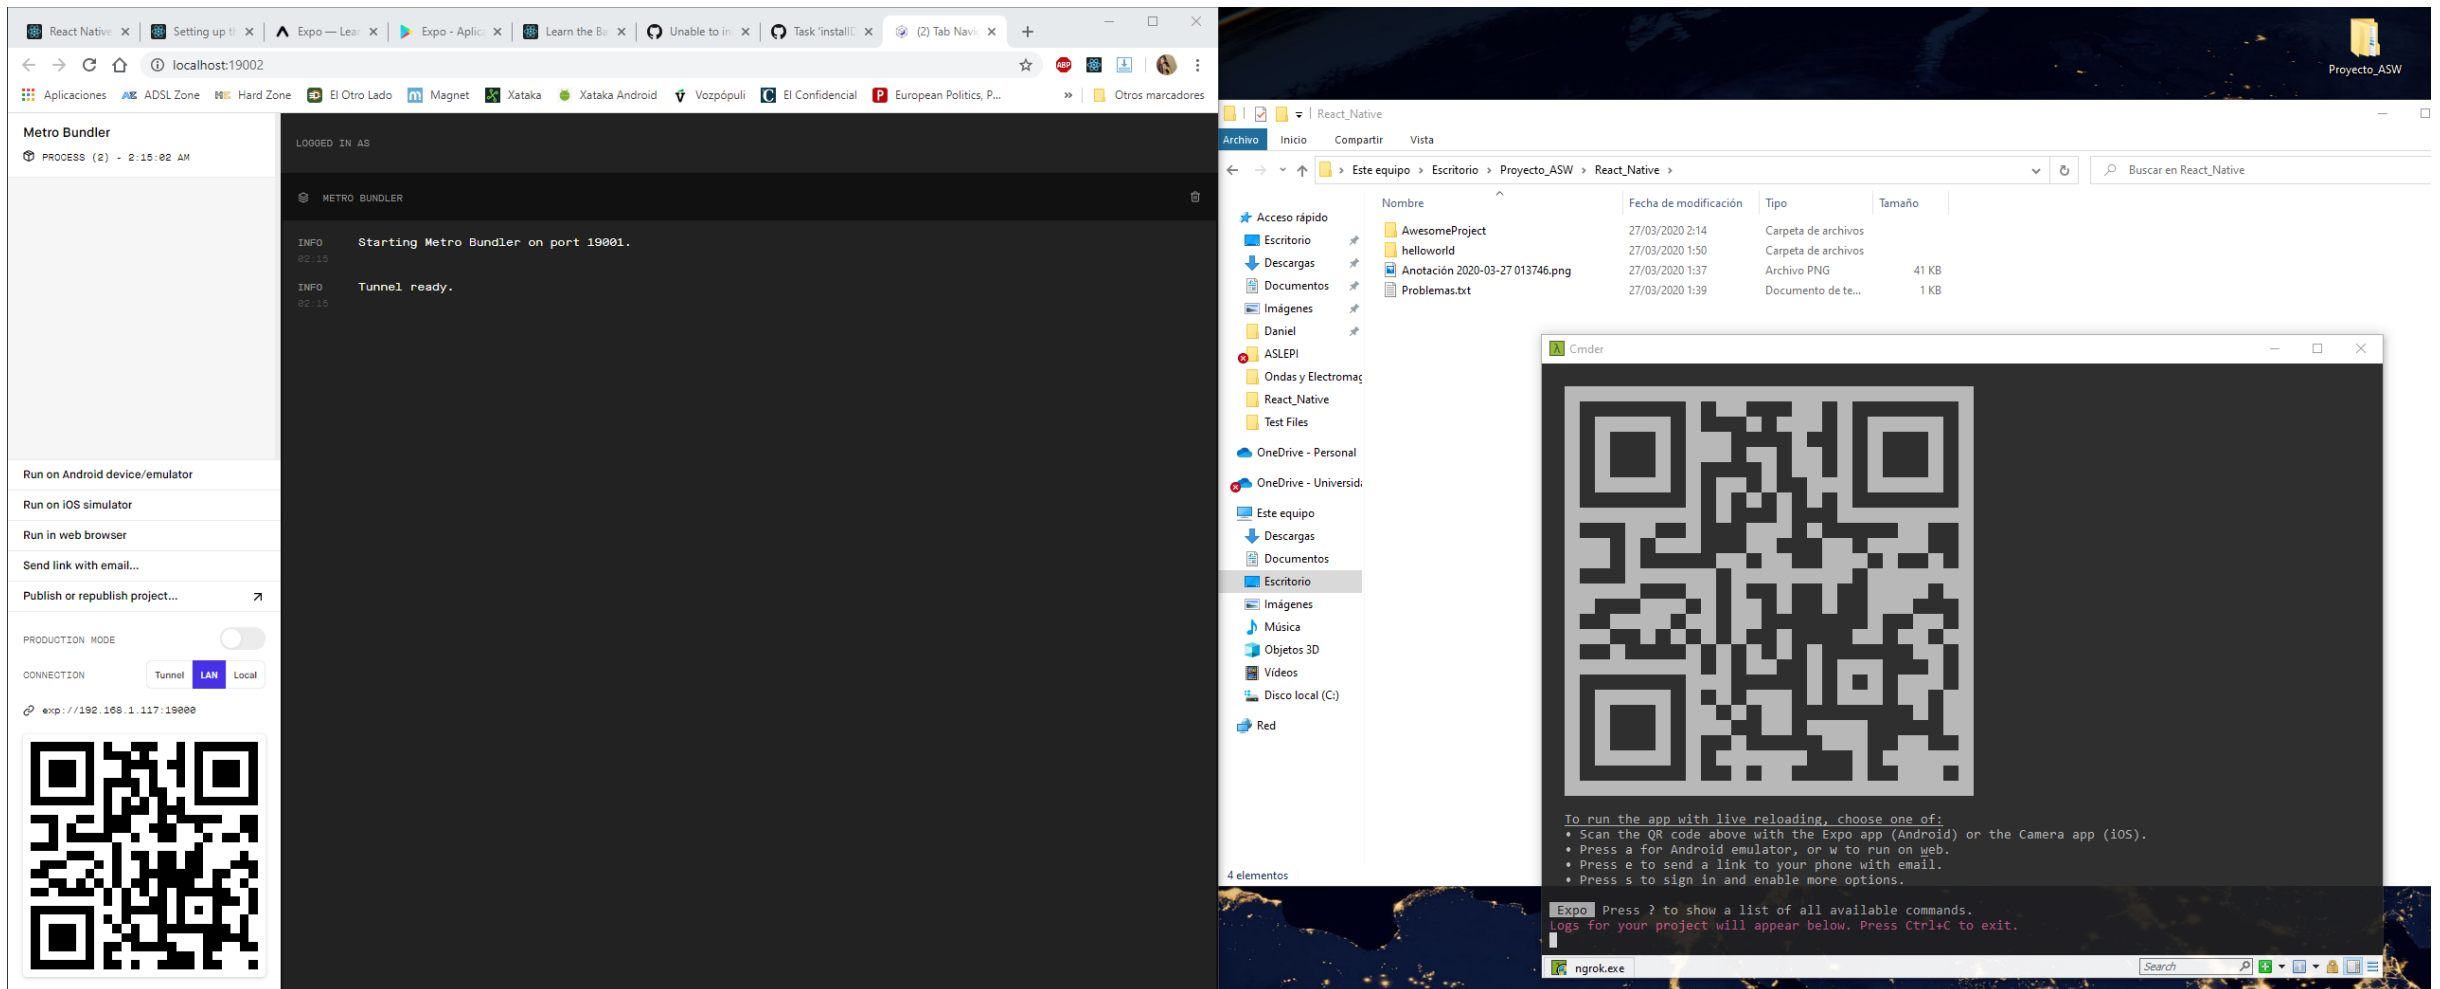 React Native
Setting up t
Expo — Lear
Expo - Aplica
Learn the Ba
Unable to in
Task 'installD
(2) Tab Navi
localhost:19002
ABP
Aplicaciones
ADSL Zone
Hard Zone
El Otro Lado
Magnet
Xataka
Xataka Android
Vozpópuli
El Confidencial
European Politics, P...
»
Otros marcadores
Metro Bundler
PROCESS (2) - 2:15:02 AM
Run on Android device/emulator
Run on iOS simulator
Run in web browser
Send link with email...
Publish or republish project...
PRODUCTION MODE
CONNECTION
Tunnel
LAN
Local
exp://192.168.1.117:19000
LOGGED IN AS
METRO BUNDLER
INFO Starting Metro Bundler on port 19001.
02:15
INFO Tunnel ready.
02:15
Proyecto_ASW
React_Native
Archivo Inicio Compartir Vista
Este equipo > Escritorio > Proyecto_ASW > React_Native >
Buscar en React_Native
Acceso rápido
Escritorio
Descargas
Documentos
Imágenes
Daniel
ASLEPI
Ondas y Electromag
React_Native
Test Files
OneDrive - Personal
OneDrive - Universida
Este equipo
Descargas
Documentos
Escritorio
Imágenes
Música
Objetos 3D
Vídeos
Disco local (C:)
Red
4 elementos
Nombre Fecha de modificación Tipo Tamaño
AwesomeProject 27/03/2020 2:14 Carpeta de archivos
helloworld 27/03/2020 1:50 Carpeta de archivos
Anotación 2020-03-27 013746.png 27/03/2020 1:37 Archivo PNG 41 KB
Problemas.txt 27/03/2020 1:39 Documento de te... 1 KB
Cmder
To run the app with live reloading, choose one of:
• Scan the QR code above with the Expo app (Android) or the Camera app (iOS).
• Press a for Android emulator, or w to run on web.
• Press e to send a link to your phone with email.
• Press s to sign in and enable more options.
Expo Press ? to show a list of all available commands.
Logs for your project will appear below. Press Ctrl+C to exit.
ngrok.exe
Search